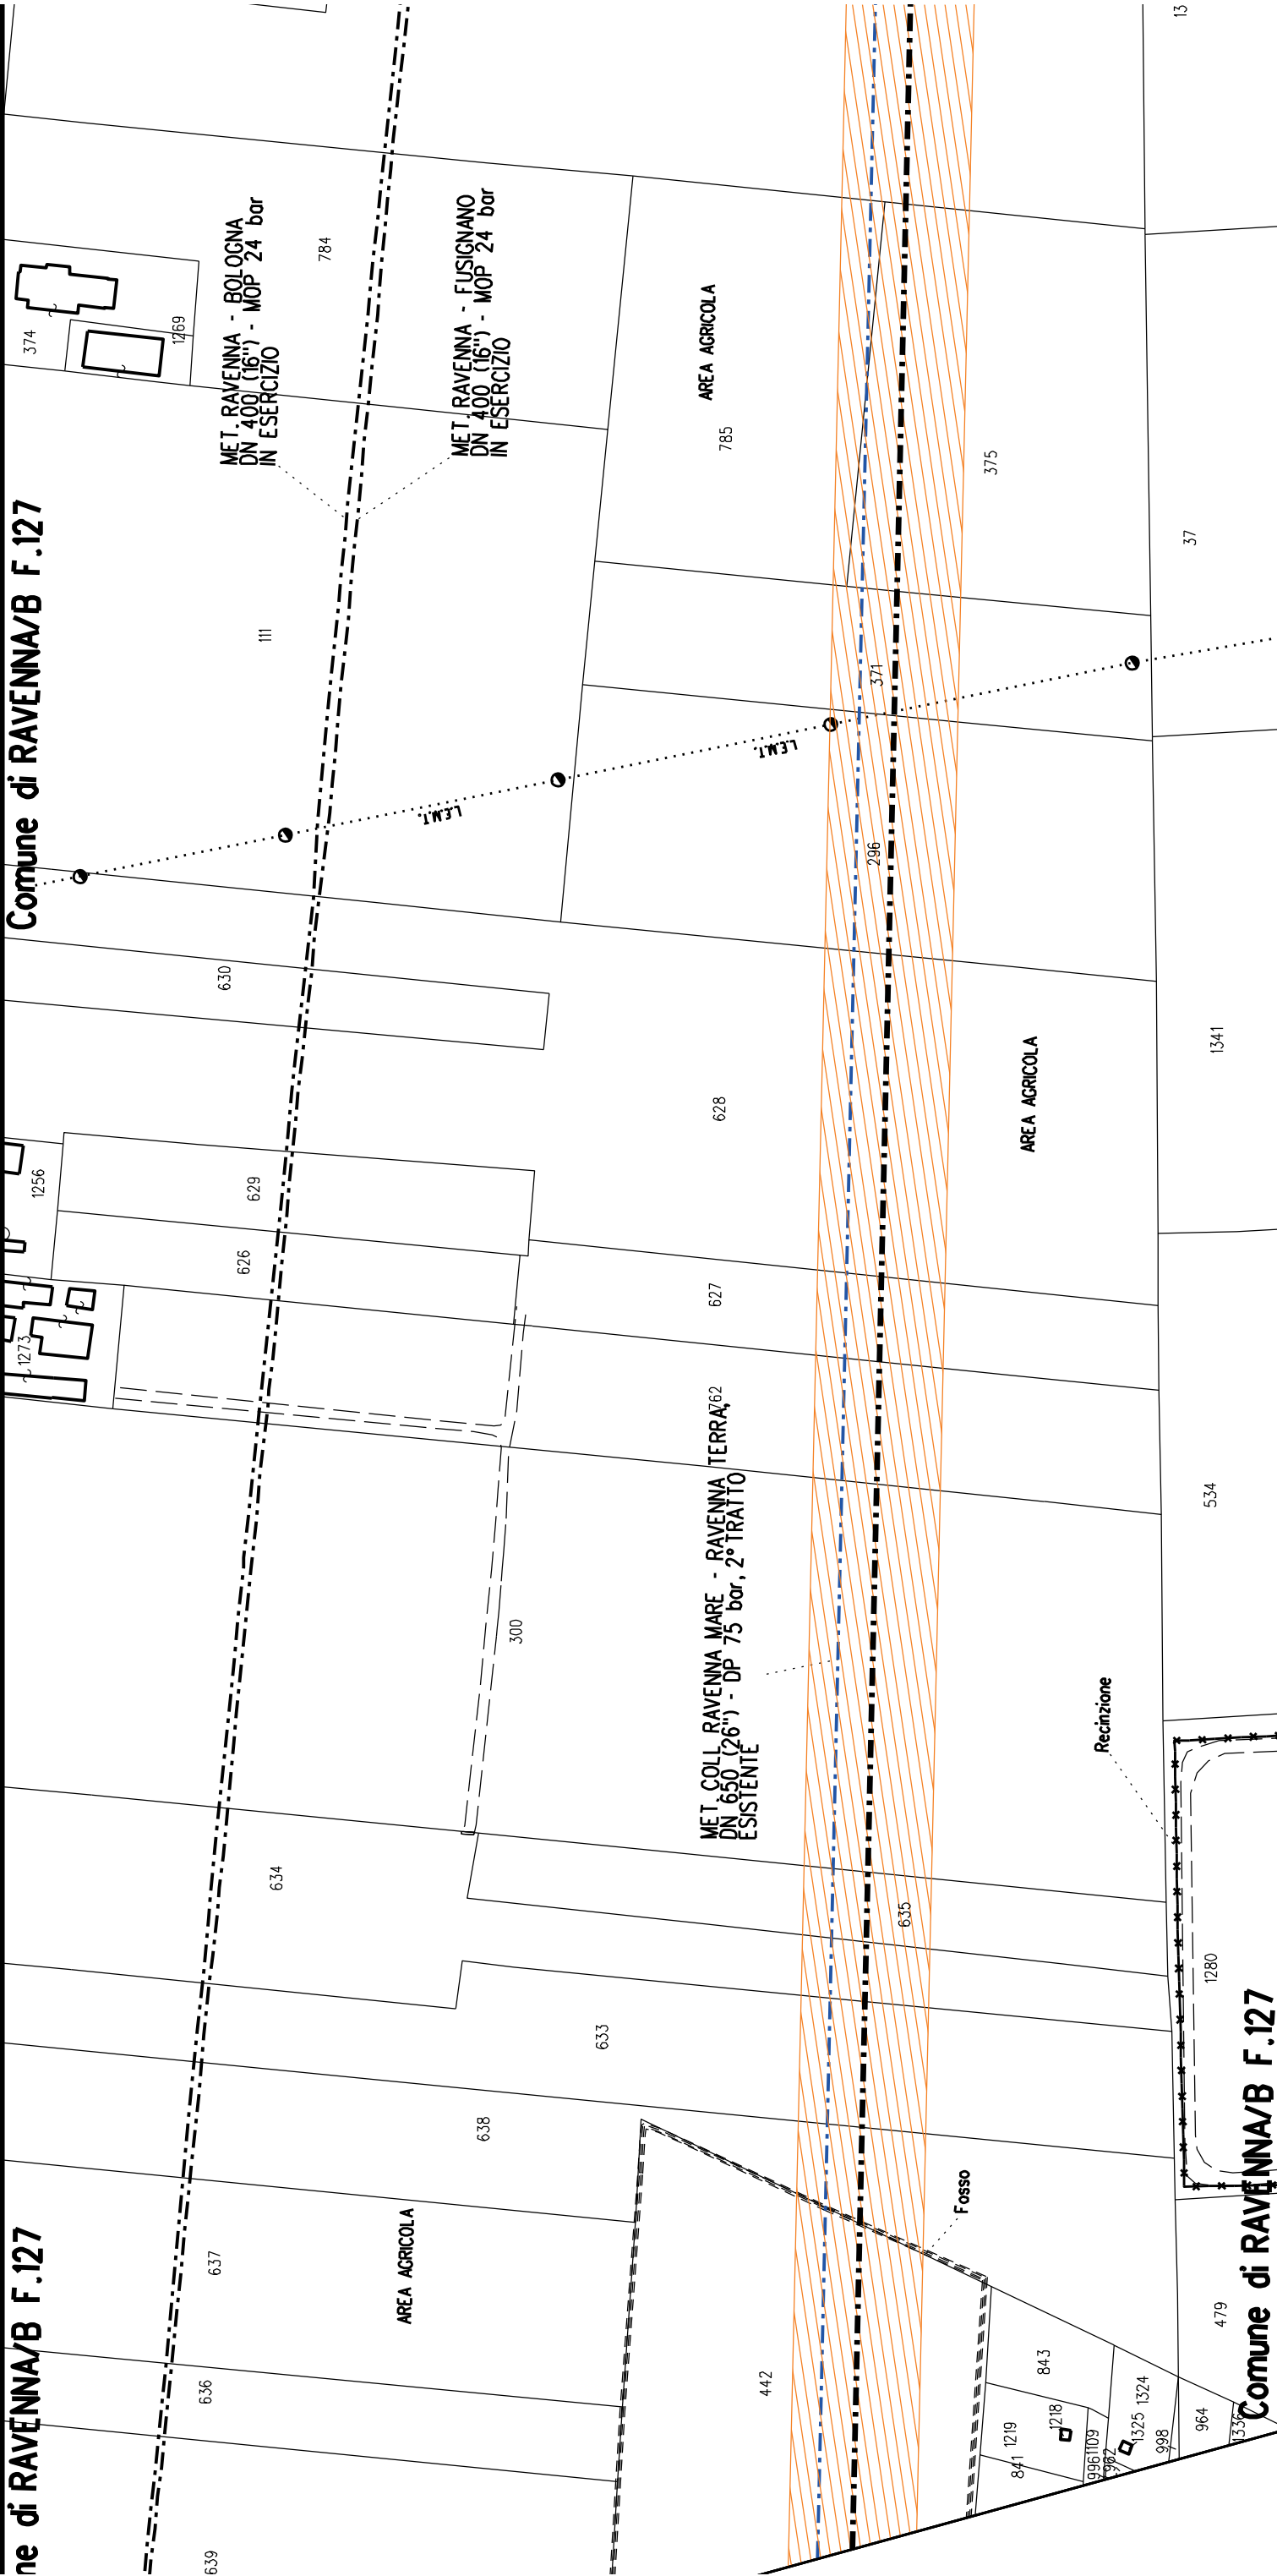 Comune di RAVENNA/B F.127
374
1269
784
MET. RAVENNA - BOLOGNA
DN 400 (16") - MOP 24 bar
IN ESERCIZIO
MET. RAVENNA - FUSIGNANO
DN 400 (16") - MOP 24 bar
IN ESERCIZIO
AREA AGRICOLA
785
375
13
37
111
371
L.E.M.T.
L.E.M.T.
296
630
628
AREA AGRICOLA
1341
1256
629
626
627
1273
762
MET. COLL. RAVENNA MARE - RAVENNA TERRA,
DN 650 (26") - DP 75 bar, 2° TRATTO
ESISTENTE
300
534
Recinzione
634
635
1280
633
638
Fosso
ne di RAVENNA/B F.127
637
AREA AGRICOLA
636
442
639
843
479
1219
841
1218
1324
1325
996
1109
962
998
964
1336
Comune di RAVENNA/B F.127